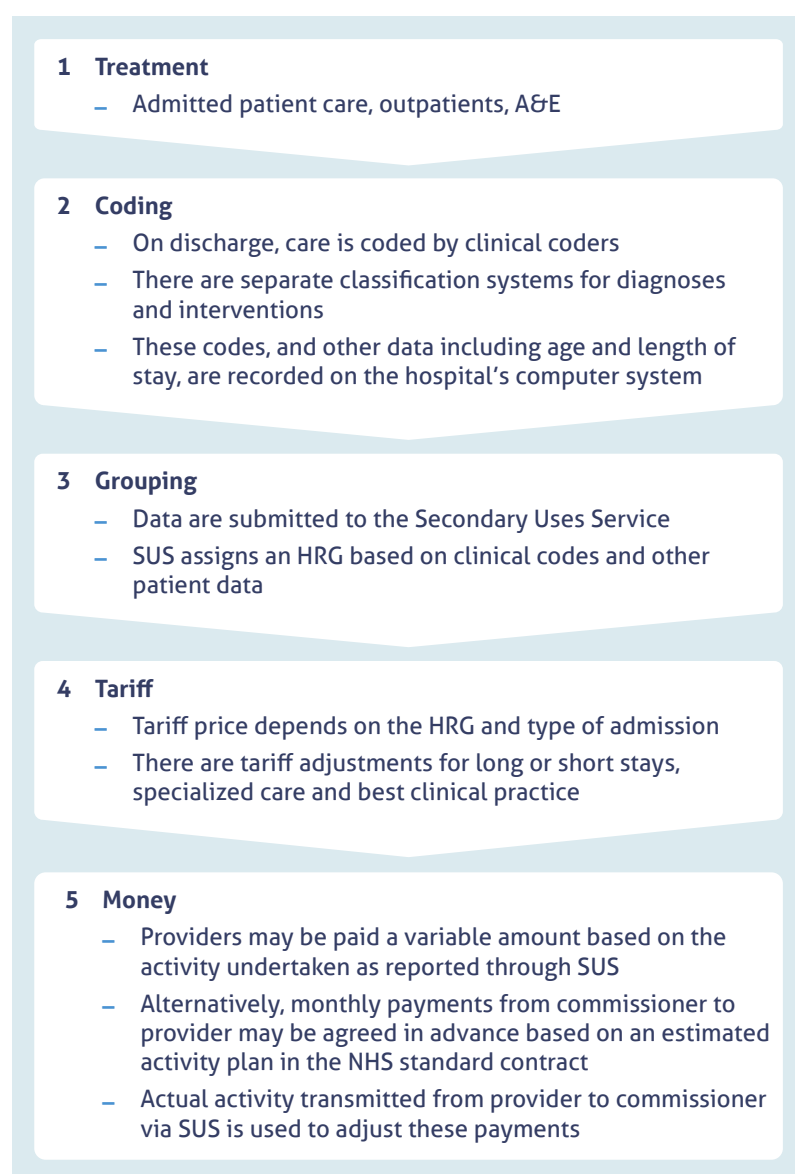 1 Treatment
– Admitted patient care, outpatients, A&E
2 Coding
– On discharge, care is coded by clinical coders
– There are separate classification systems for diagnoses
and interventions
– These codes, and other data including age and length of
stay, are recorded on the hospital's computer system
3 Grouping
– Data are submitted to the Secondary Uses Service
– SUS assigns an HRG based on clinical codes and other
patient data
4 Tariff
– Tariff price depends on the HRG and type of admission
– There are tariff adjustments for long or short stays,
specialized care and best clinical practice
5 Money
– Providers may be paid a variable amount based on the
activity undertaken as reported through SUS
– Alternatively, monthly payments from commissioner to
provider may be agreed in advance based on an estimated
activity plan in the NHS standard contract
– Actual activity transmitted from provider to commissioner
via SUS is used to adjust these payments